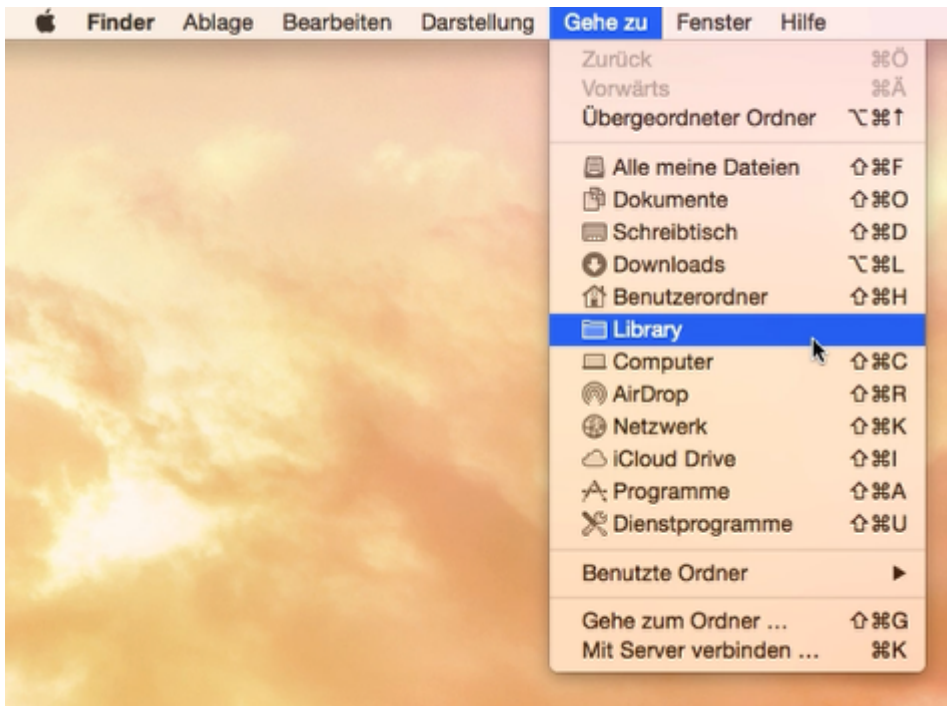 Finder Ablage Bearbeiten Darstellung Gehe zu Fenster Hilfe
Zurück ⌘Ö
Vorwärts ⌘Ä
Übergeordneter Ordner ⌥⌘↑
Alle meine Dateien ⇧⌘F
Dokumente ⇧⌘O
Schreibtisch ⇧⌘D
Downloads ⌥⌘L
Benutzerordner ⇧⌘H
Library
Computer ⇧⌘C
AirDrop ⇧⌘R
Netzwerk ⇧⌘K
iCloud Drive ⇧⌘I
Programme ⇧⌘A
Dienstprogramme ⇧⌘U
Benutzte Ordner ▶
Gehe zum Ordner ... ⇧⌘G
Mit Server verbinden ... ⌘K